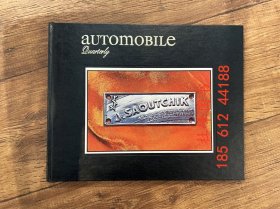 AUTOMOBILE
Quarterly
J. SAOUTCHIK
185 612 44188